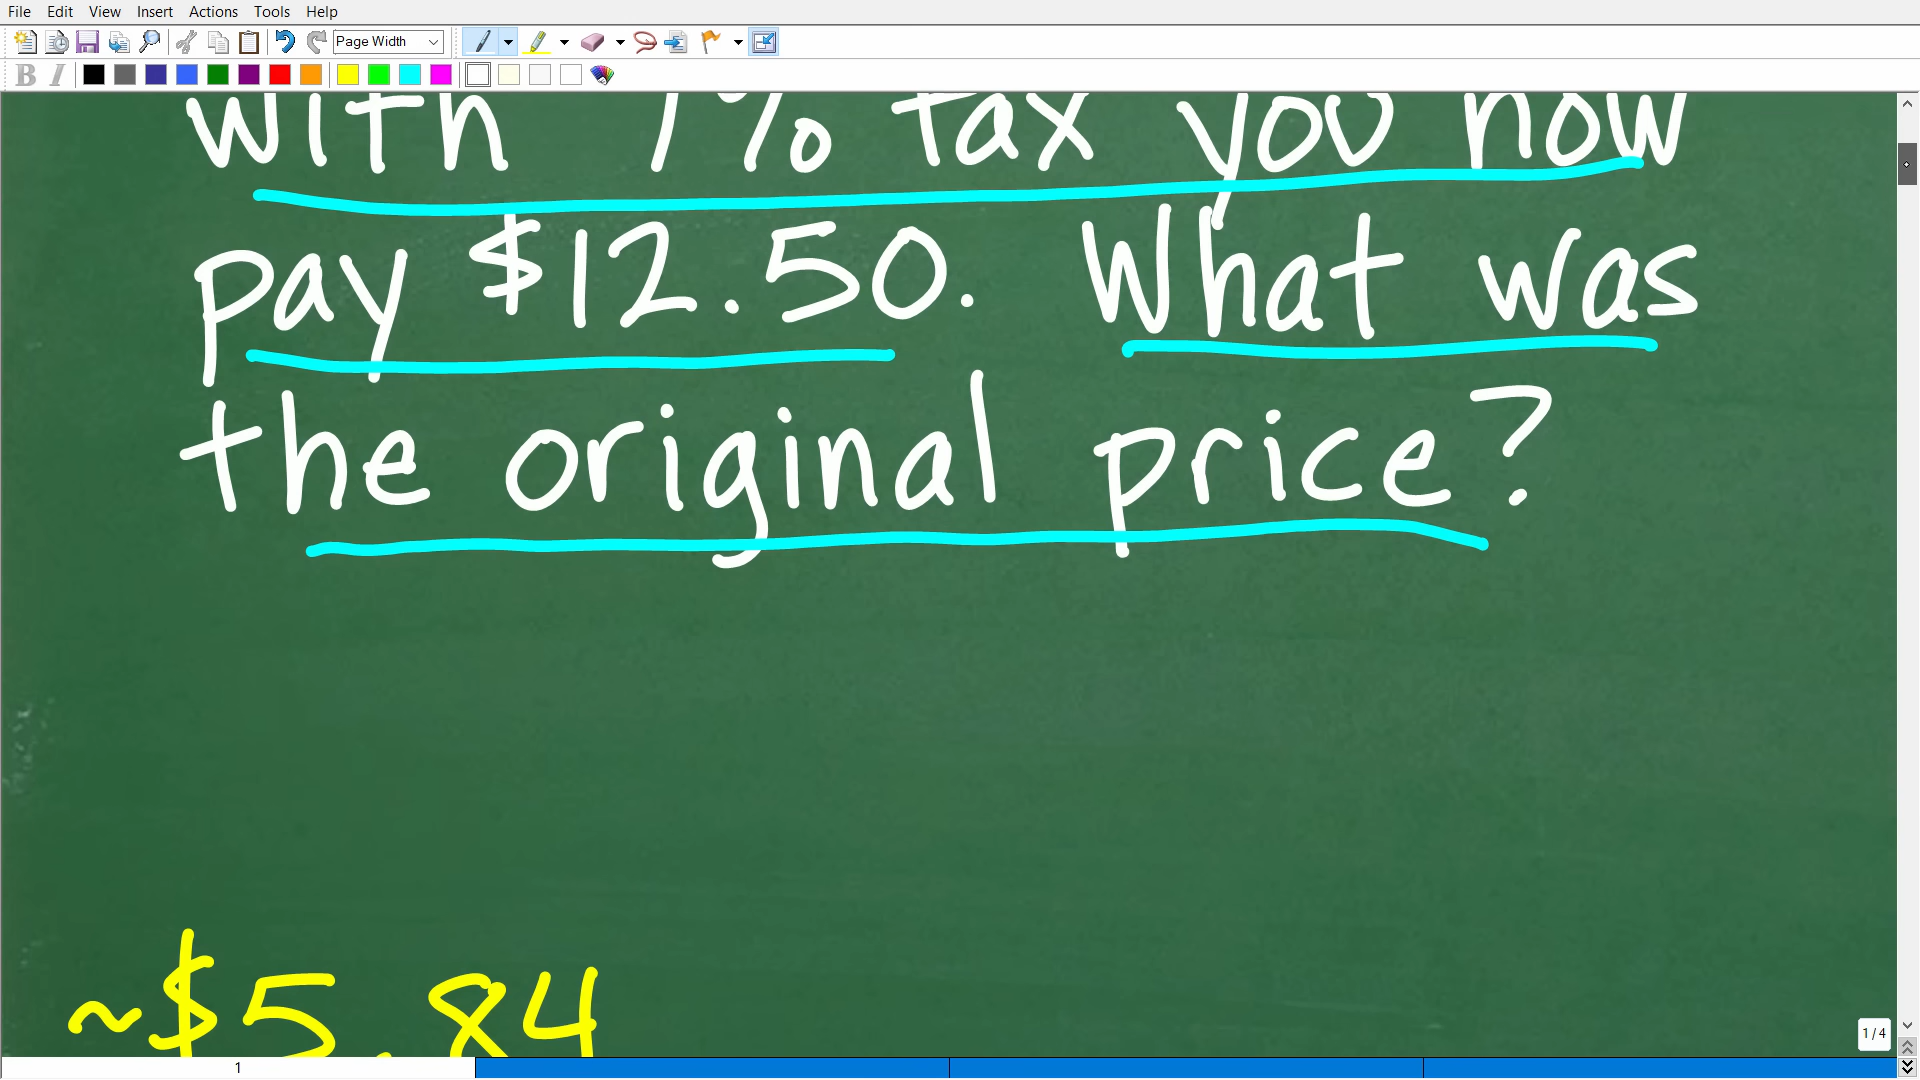 File Edit View Insert Actions Tools Help
Page Width
B I
with 7% tax you now
pay $12.50. What was
the original price?
~$5.84
1 / 4
1